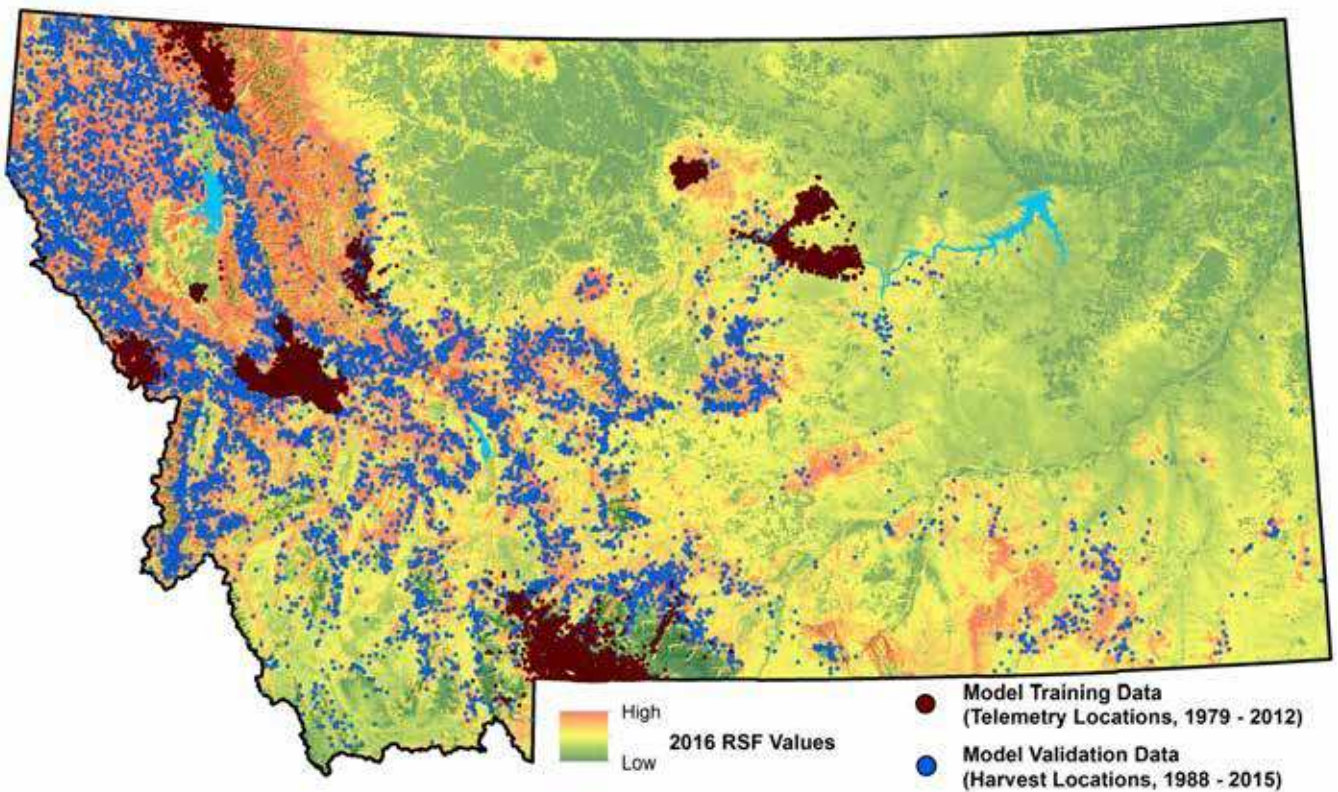 High
2016 RSF Values
Low
Model Training Data
(Telemetry Locations, 1979 - 2012)
Model Validation Data
(Harvest Locations, 1988 - 2015)